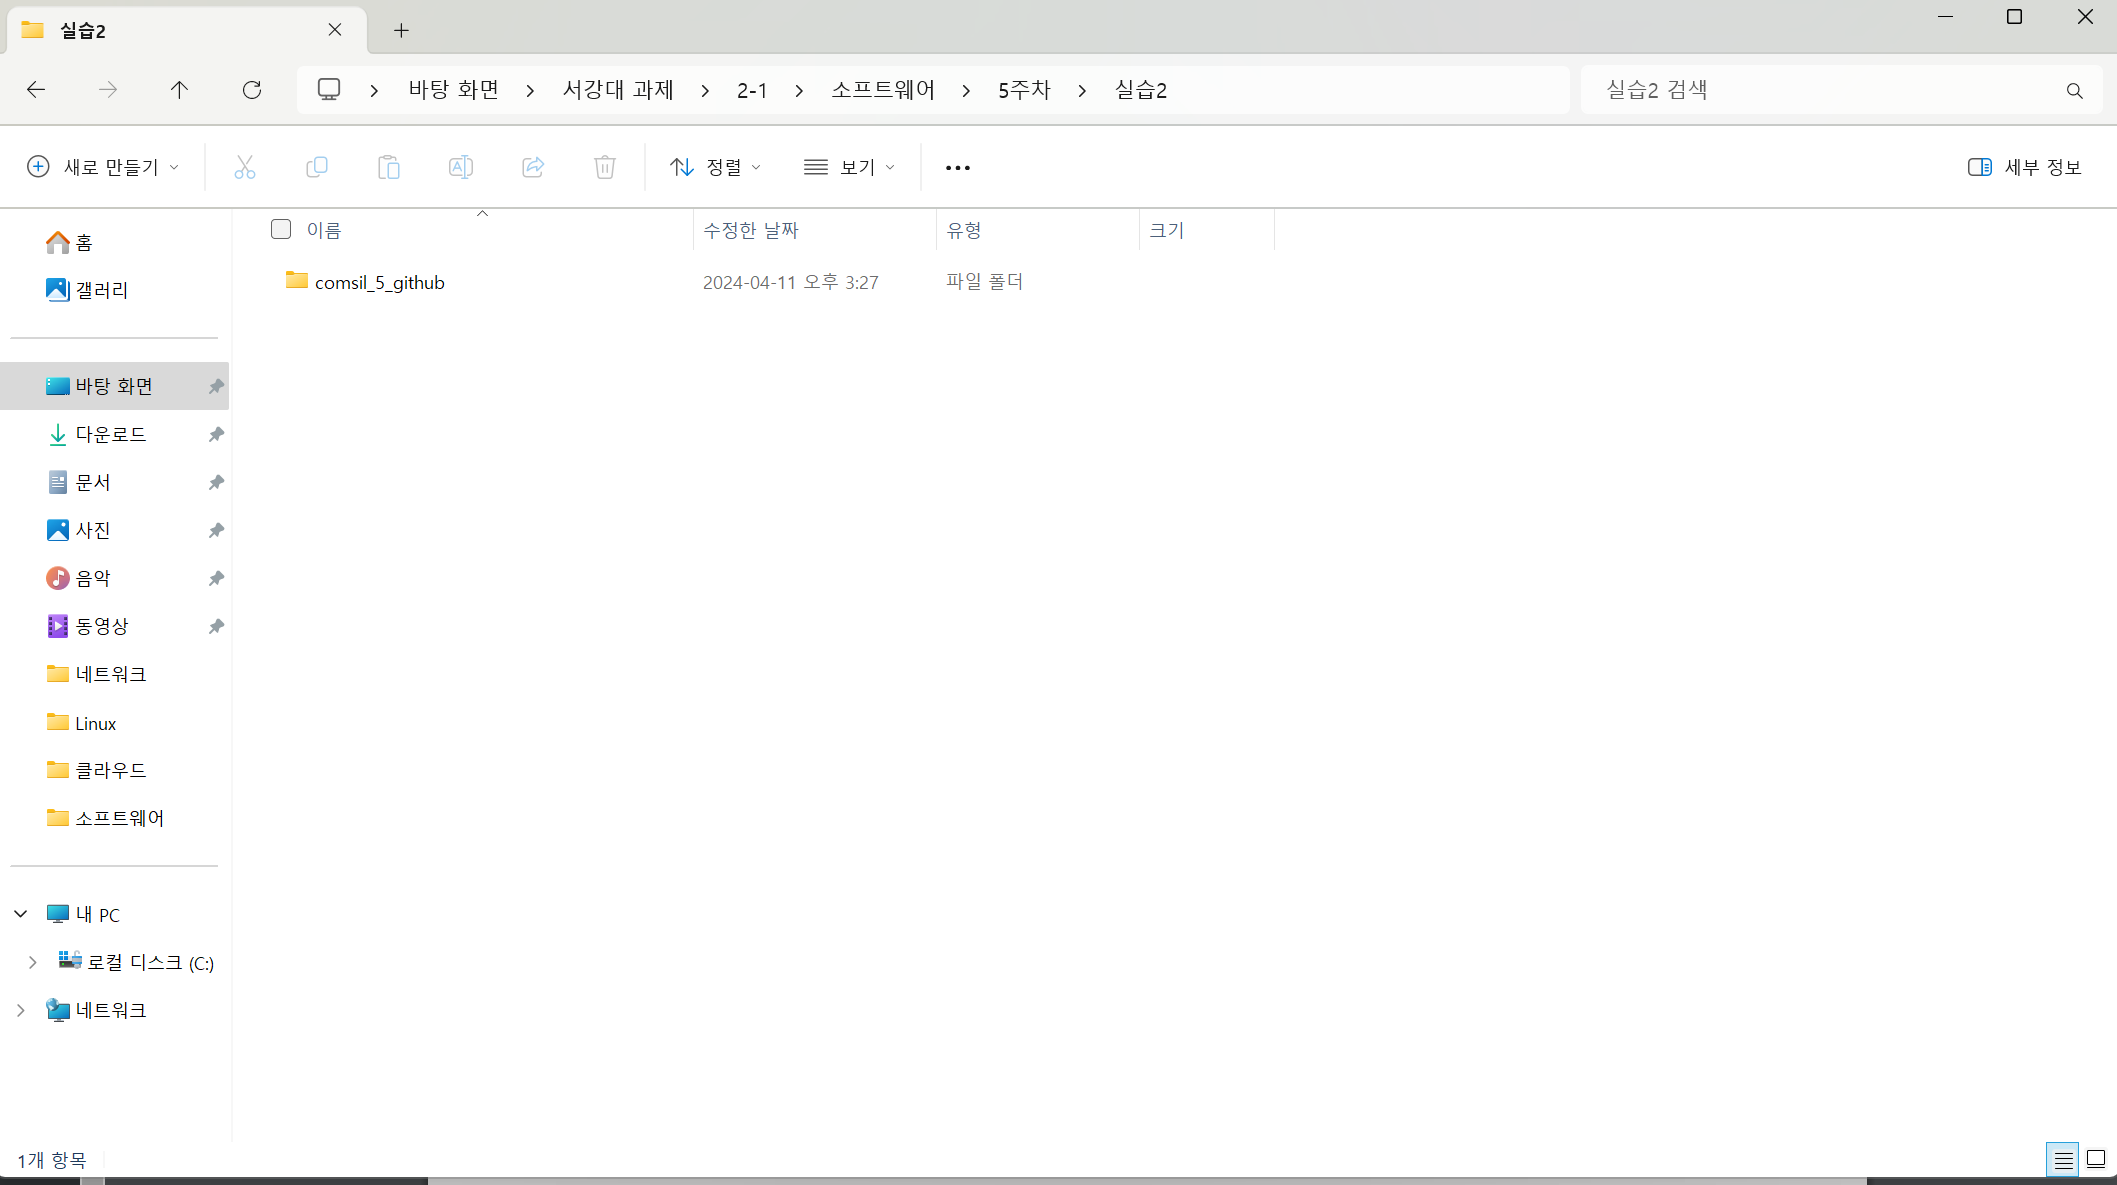 실습2
바탕 화면 서강대 과제 2-1 소프트웨어 5주차 실습2
실습2 검색
새로 만들기 정렬 보기 세부 정보
이름 수정한 날짜 유형 크기
comsil_5_github 2024-04-11 오후 3:27 파일 폴더
홈
갤러리
바탕 화면
다운로드
문서
사진
음악
동영상
네트워크
Linux
클라우드
소프트웨어
내 PC
로컬 디스크 (C:)
네트워크
1개 항목